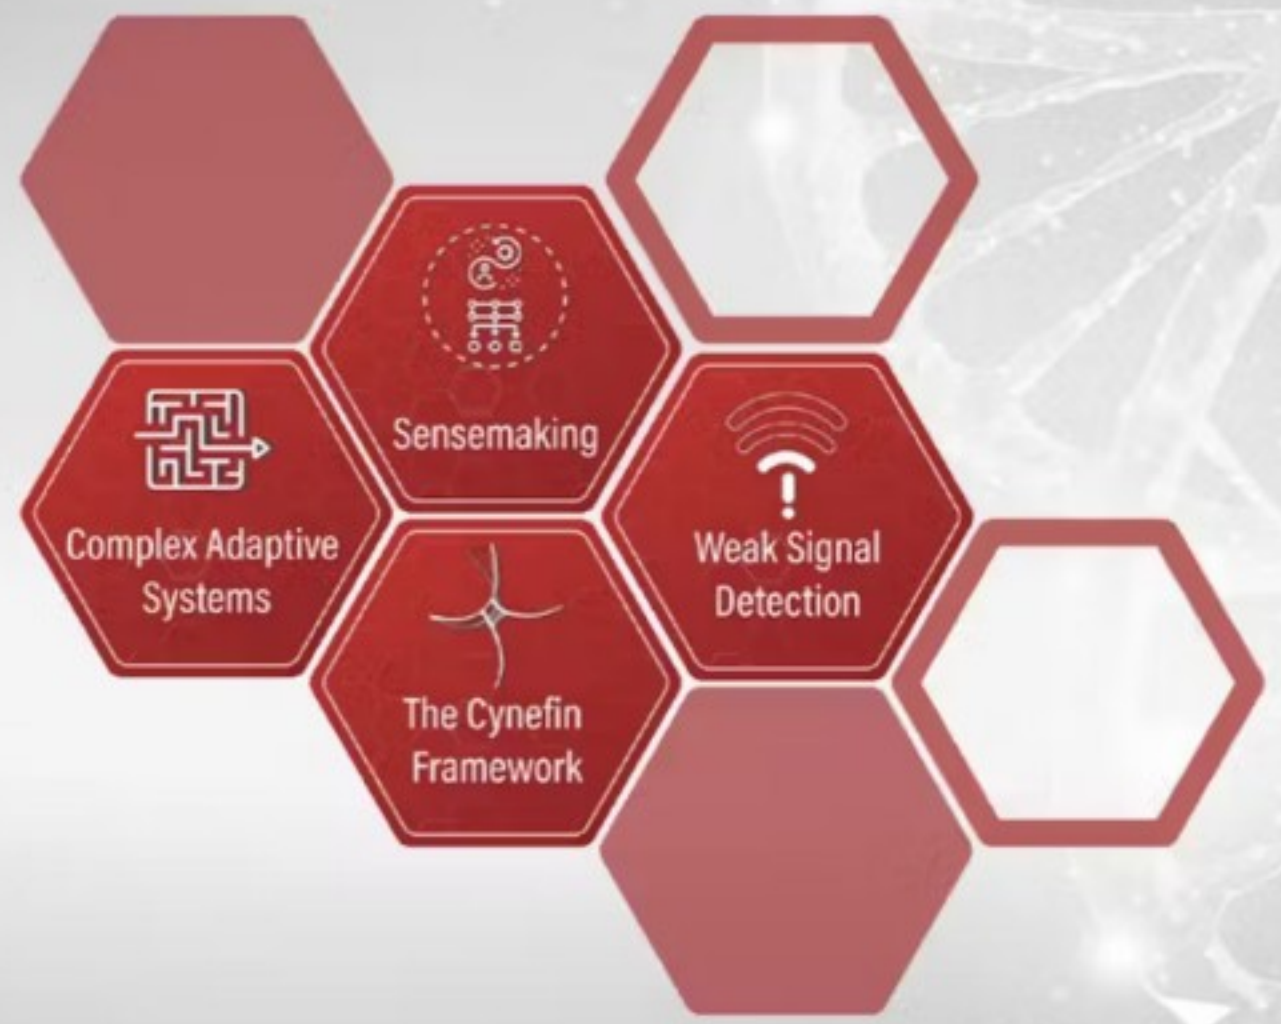 Sensemaking
Complex Adaptive
Systems
Weak Signal
Detection
The Cynefin
Framework